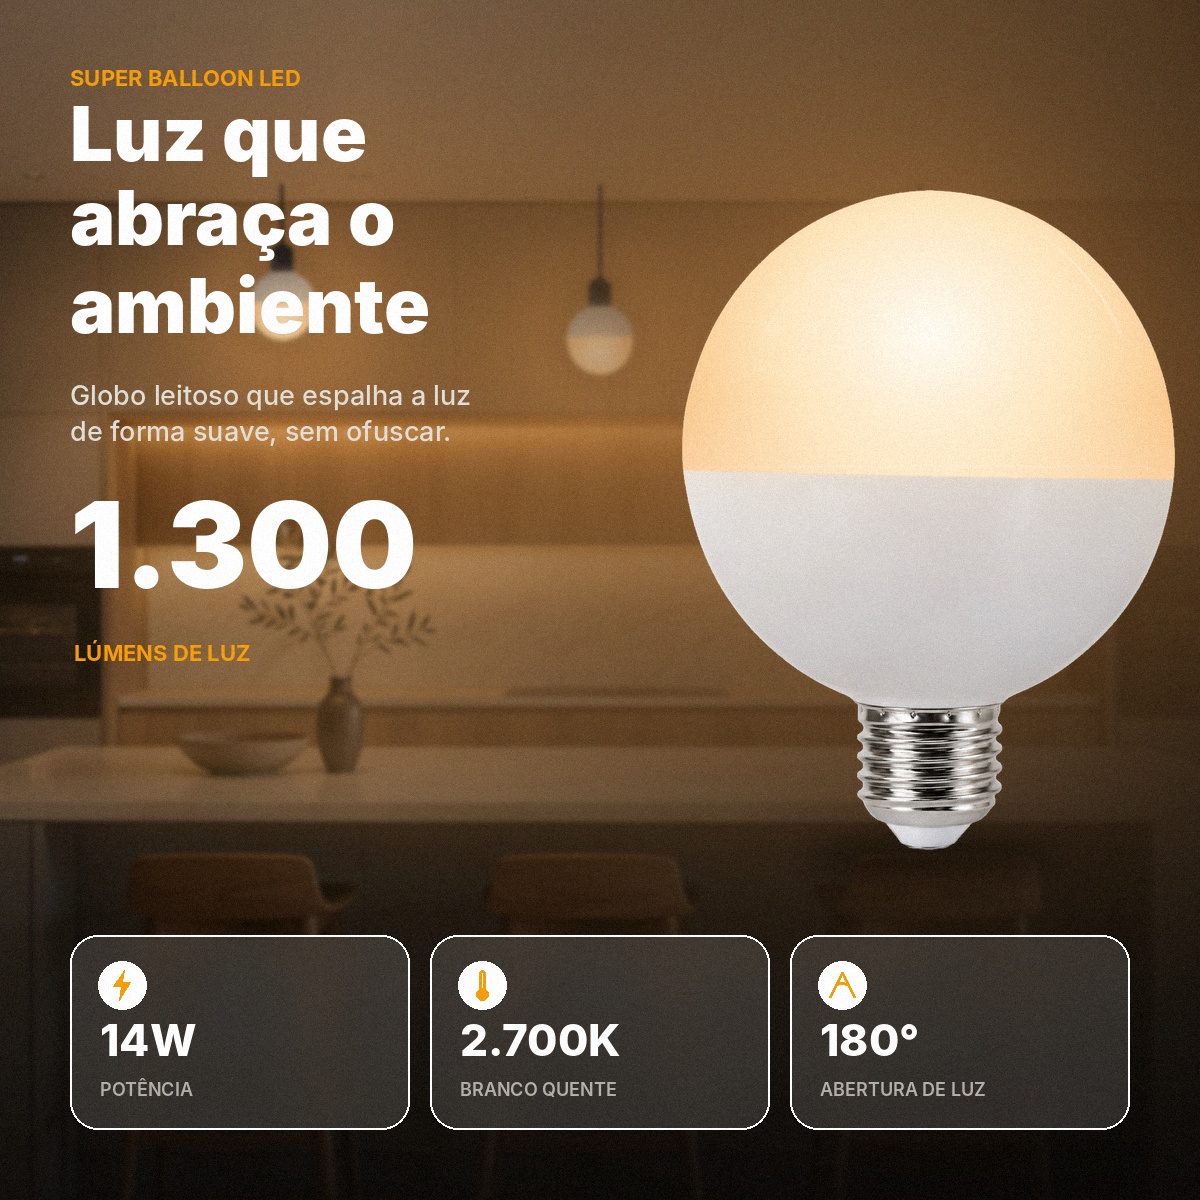 SUPER BALLOON LED
Luz que
abraça o
ambiente
Globo leitoso que espalha a luz
de forma suave, sem ofuscar.
1.300
LÚMENS DE LUZ
14W
POTÊNCIA
2.700K
BRANCO QUENTE
180°
ABERTURA DE LUZ